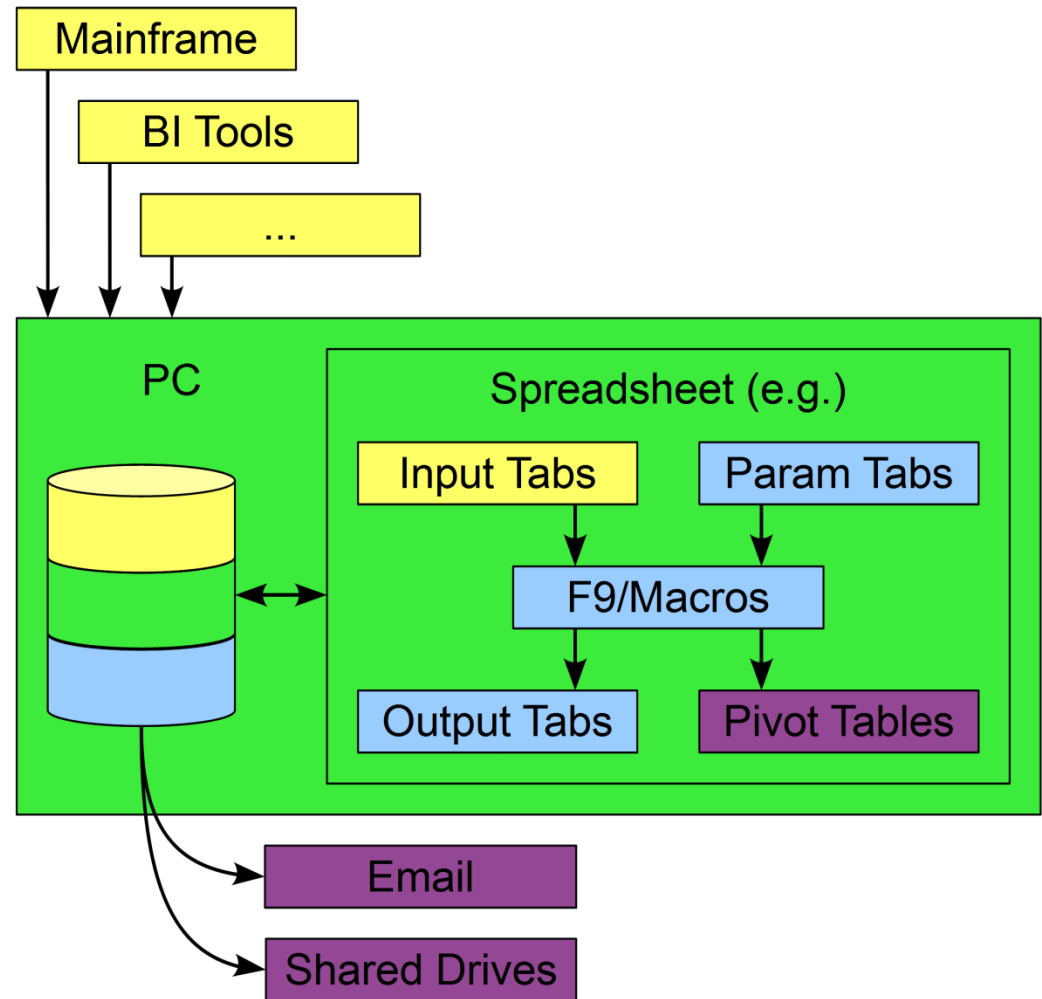 Mainframe
BI Tools
...
PC
Spreadsheet (e.g.)
Input Tabs
Param Tabs
F9/Macros
Output Tabs
Pivot Tables
Email
Shared Drives